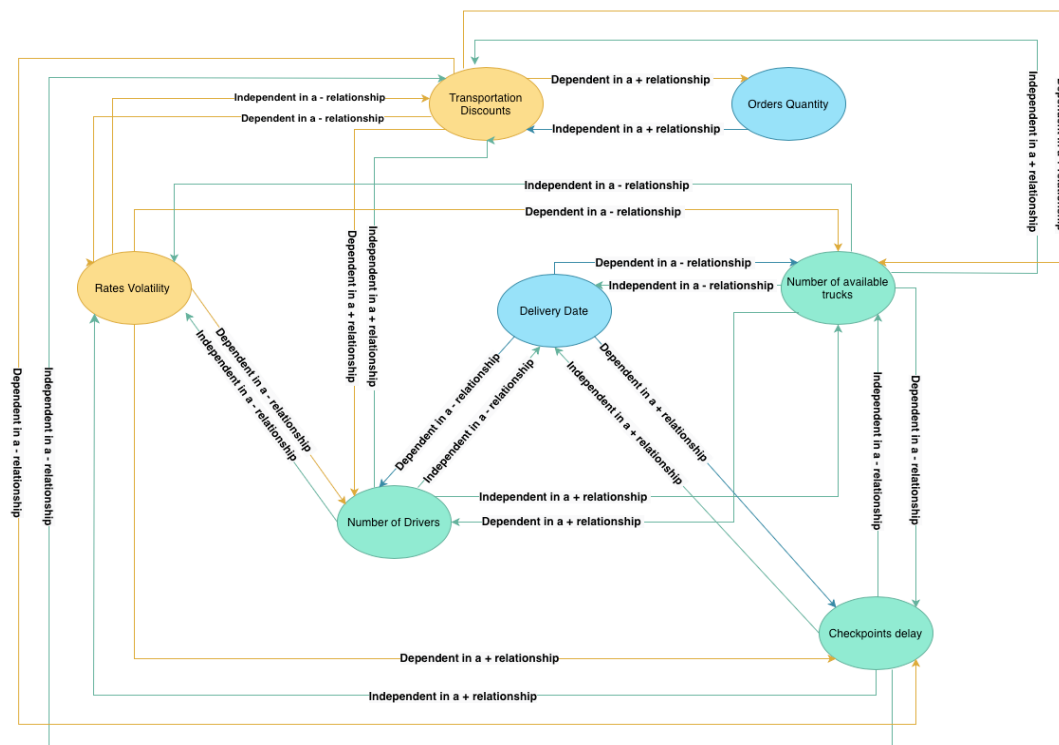 Dependent in a + relationship
Transportation
Discounts
Orders Quantity
Independent in a - relationship
Dependent in a - relationship
Independent in a + relationship
Independent in a + relationship
Independent in a - relationship
Dependent in a - relationship
Rates Volatility
Dependent in a + relationship
Independent in a + relationship
Dependent in a - relationship
Independent in a - relationship
Number of available
trucks
Delivery Date
Dependent in a - relationship
Independent in a - relationship
Dependent in a - relationship
Independent in a - relationship
Dependent in a + relationship
Independent in a + relationship
Dependent in a - relationship
Independent in a - relationship
Independent in a - relationship
Dependent in a - relationship
Number of Drivers
Independent in a + relationship
Dependent in a + relationship
Checkpoints delay
Dependent in a + relationship
Independent in a + relationship